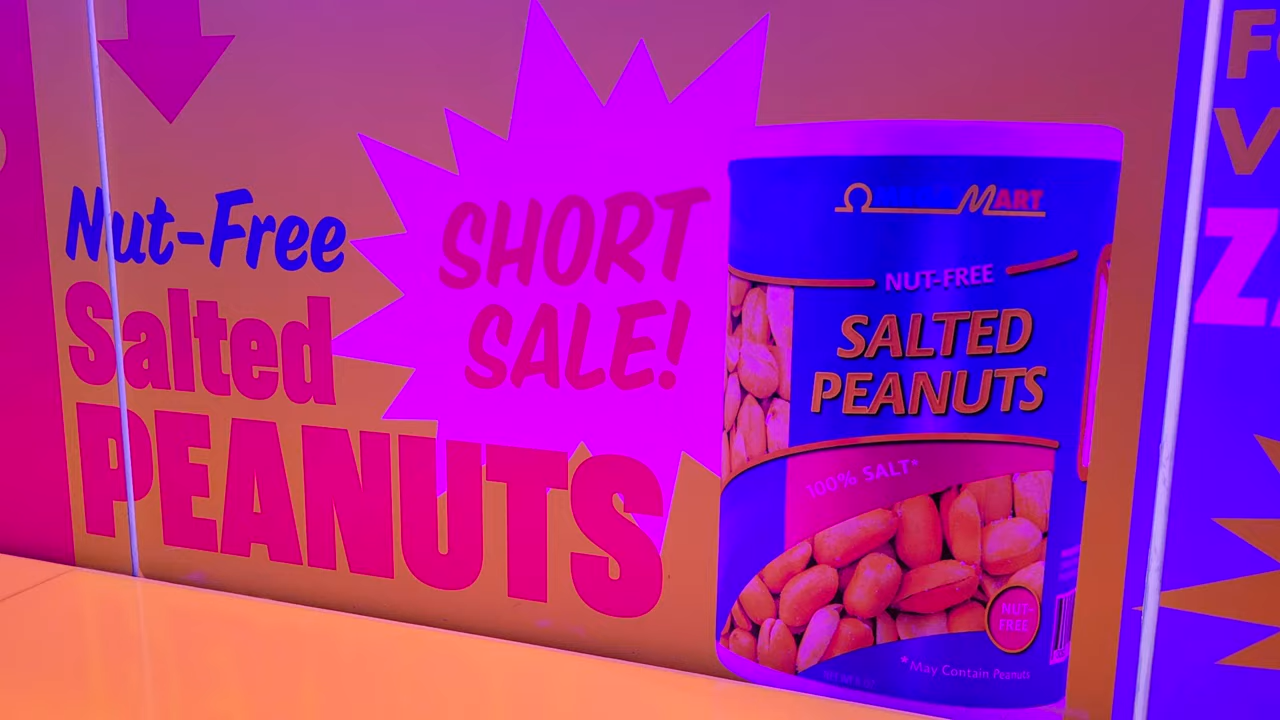 Nut-Free
Salted
PEANUTS
SHORT
SALE!
MART
NUT-FREE
SALTED
PEANUTS
100% SALT*
NUT-
FREE
*May Contain Peanuts